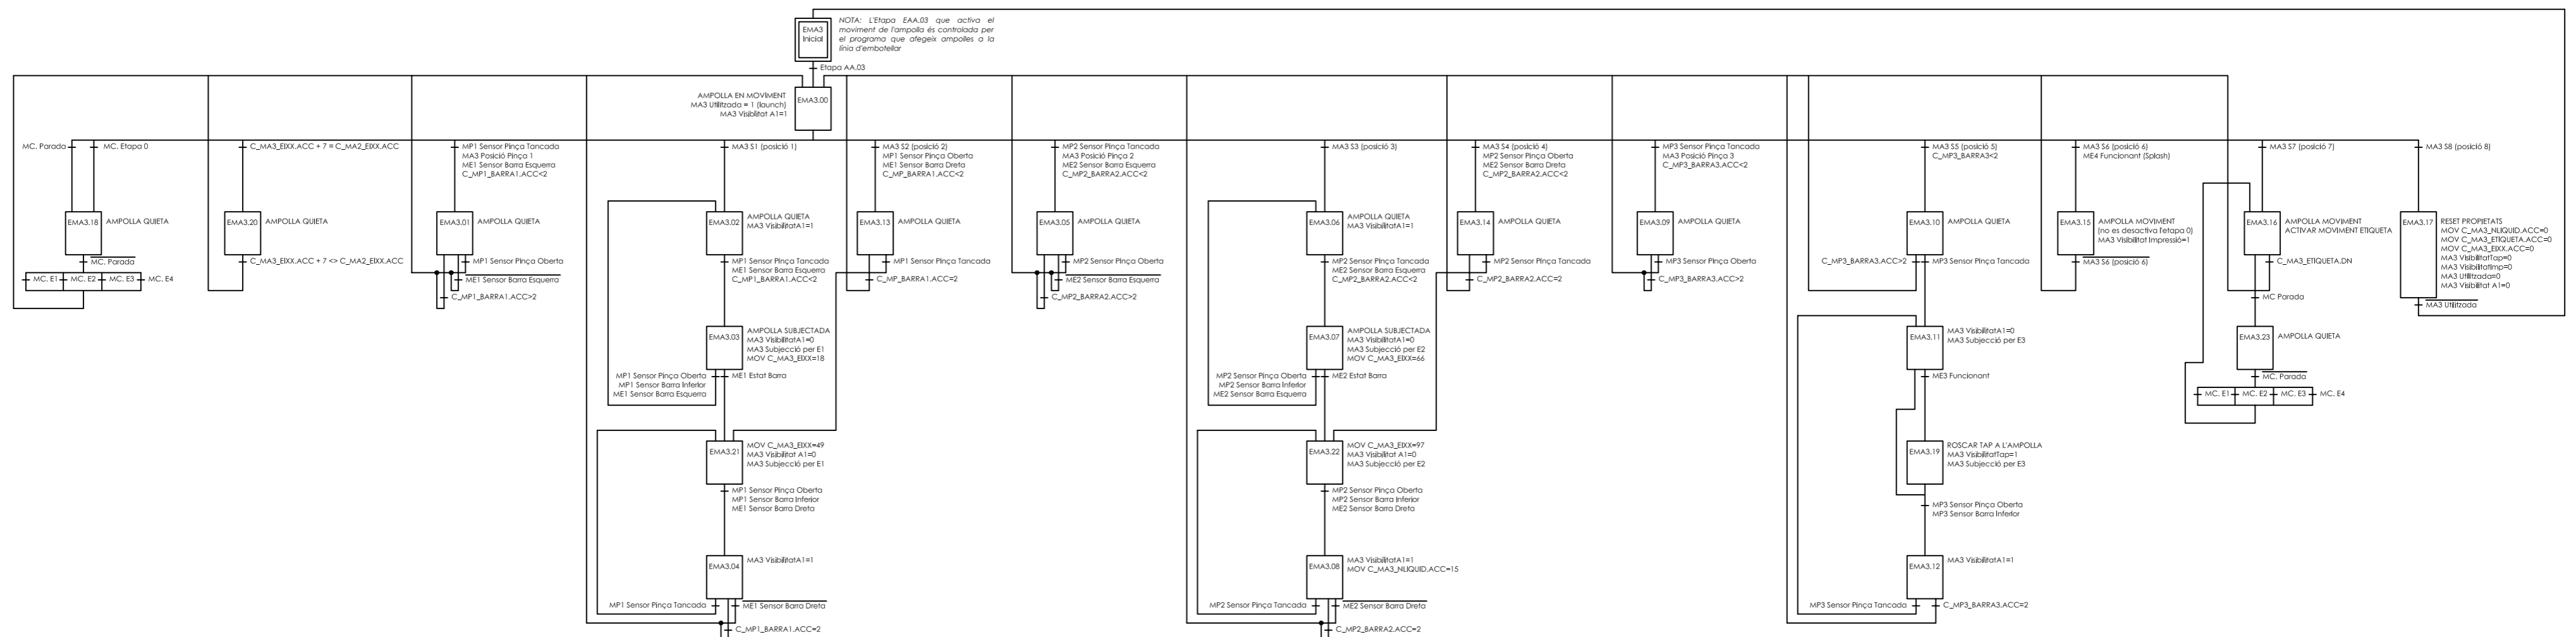 EMA3
Inicial
NOTA: L'Etapa EAA.03 que activa el
moviment de l'ampolla és controlada per
el programa que afegeix ampolles a la
línia d'embotellar
Etapa AA.03
AMPOLLA EN MOVIMENT
MA3 Utilitzada = 1 (launch)
MA3 Visibilitat A1=1
EMA3.00
MC. Parada
MC. Etapa 0
C_MA3_EIXX.ACC + 7 = C_MA2_EIXX.ACC
MP1 Sensor Pinça Tancada
MA3 Posició Pinça 1
ME1 Sensor Barra Esquerra
C_MP1_BARRA1.ACC<2
MA3 S1 (posició 1)
MA3 S2 (posició 2)
MP1 Sensor Pinça Oberta
ME1 Sensor Barra Dreta
C_MP_BARRA1.ACC<2
MP2 Sensor Pinça Tancada
MA3 Posició Pinça 2
ME2 Sensor Barra Esquerra
C_MP2_BARRA2.ACC<2
MA3 S3 (posició 3)
MA3 S4 (posició 4)
MP2 Sensor Pinça Oberta
ME2 Sensor Barra Dreta
C_MP2_BARRA2.ACC<2
MP3 Sensor Pinça Tancada
MA3 Posició Pinça 3
C_MP3_BARRA3.ACC<2
MA3 S5 (posició 5)
C_MP3_BARRA3<2
MA3 S6 (posició 6)
ME4 Funcionant (Splash)
MA3 S7 (posició 7)
MA3 S8 (posició 8)
EMA3.18
AMPOLLA QUIETA
EMA3.20
AMPOLLA QUIETA
EMA3.01
AMPOLLA QUIETA
EMA3.02
AMPOLLA QUIETA
MA3 VisibilitatA1=1
EMA3.13
AMPOLLA QUIETA
EMA3.05
AMPOLLA QUIETA
EMA3.06
AMPOLLA QUIETA
MA3 VisibilitatA1=1
EMA3.14
AMPOLLA QUIETA
EMA3.09
AMPOLLA QUIETA
EMA3.10
AMPOLLA QUIETA
EMA3.15
AMPOLLA MOVIMENT
(no es desactiva l'etapa 0)
MA3 Visibilitat Impressió=1
EMA3.16
AMPOLLA MOVIMENT
ACTIVAR MOVIMENT ETIQUETA
EMA3.17
RESET PROPIETATS
MOV C_MA3_NLIQUID.ACC=0
MOV C_MA3_ETIQUETA.ACC=0
MOV C_MA3_EIXX.ACC=0
MA3 VisibilitatTap=0
MA3 VisibilitatImp=0
MA3 Utilitzada=0
MA3 Visibilitat A1=0
MC. Parada
MC. E1
MC. E2
MC. E3
MC. E4
C_MA3_EIXX.ACC + 7 <> C_MA2_EIXX.ACC
MP1 Sensor Pinça Oberta
ME1 Sensor Barra Esquerra
C_MP1_BARRA1.ACC>2
MP1 Sensor Pinça Tancada
ME1 Sensor Barra Esquerra
C_MP1_BARRA1.ACC<2
MP1 Sensor Pinça Tancada
C_MP_BARRA1.ACC=2
MP2 Sensor Pinça Oberta
ME2 Sensor Barra Esquerra
C_MP2_BARRA2.ACC>2
MP2 Sensor Pinça Tancada
ME2 Sensor Barra Esquerra
C_MP2_BARRA2.ACC<2
MP2 Sensor Pinça Tancada
C_MP2_BARRA2.ACC=2
MP3 Sensor Pinça Oberta
C_MP3_BARRA3.ACC>2
C_MP3_BARRA3.ACC>2
MP3 Sensor Pinça Tancada
MA3 S6 (posició 6)
C_MA3_ETIQUETA.DN
MC Parada
MA3 Utilitzada
EMA3.03
AMPOLLA SUBJECTADA
MA3 VisibilitatA1=0
MA3 Subjecció per E1
MOV C_MA3_EIXX=18
EMA3.07
AMPOLLA SUBJECTADA
MA3 VisibilitatA1=0
MA3 Subjecció per E2
MOV C_MA3_EIXX=66
EMA3.11
MA3 VisibilitatA1=0
MA3 Subjecció per E3
EMA3.23
AMPOLLA QUIETA
MP1 Sensor Pinça Oberta
MP1 Sensor Barra Inferior
ME1 Sensor Barra Esquerra
ME1 Estat Barra
MP2 Sensor Pinça Oberta
MP2 Sensor Barra Inferior
ME2 Sensor Barra Esquerra
ME2 Estat Barra
ME3 Funcionant
MC. Parada
MC. E1
MC. E2
MC. E3
MC. E4
EMA3.21
MOV C_MA3_EIXX=49
MA3 Visibilitat A1=0
MA3 Subjecció per E1
EMA3.22
MOV C_MA3_EIXX=97
MA3 Visibilitat A1=0
MA3 Subjecció per E2
EMA3.19
ROSCAR TAP A L'AMPOLLA
MA3 VisibilitatTap=1
MA3 Subjecció per E3
MP1 Sensor Pinça Oberta
MP1 Sensor Barra Inferior
ME1 Sensor Barra Dreta
MP2 Sensor Pinça Oberta
MP2 Sensor Barra Inferior
ME2 Sensor Barra Dreta
MP3 Sensor Pinça Oberta
MP3 Sensor Barra Inferior
EMA3.04
MA3 VisibilitatA1=1
EMA3.08
MA3 VisibilitatA1=1
MOV C_MA3_NLIQUID.ACC=15
EMA3.12
MA3 VisibilitatA1=1
MP1 Sensor Pinça Tancada
ME1 Sensor Barra Dreta
C_MP1_BARRA1.ACC=2
MP2 Sensor Pinça Tancada
ME2 Sensor Barra Dreta
C_MP2_BARRA2.ACC=2
MP3 Sensor Pinça Tancada
C_MP3_BARRA3.ACC=2